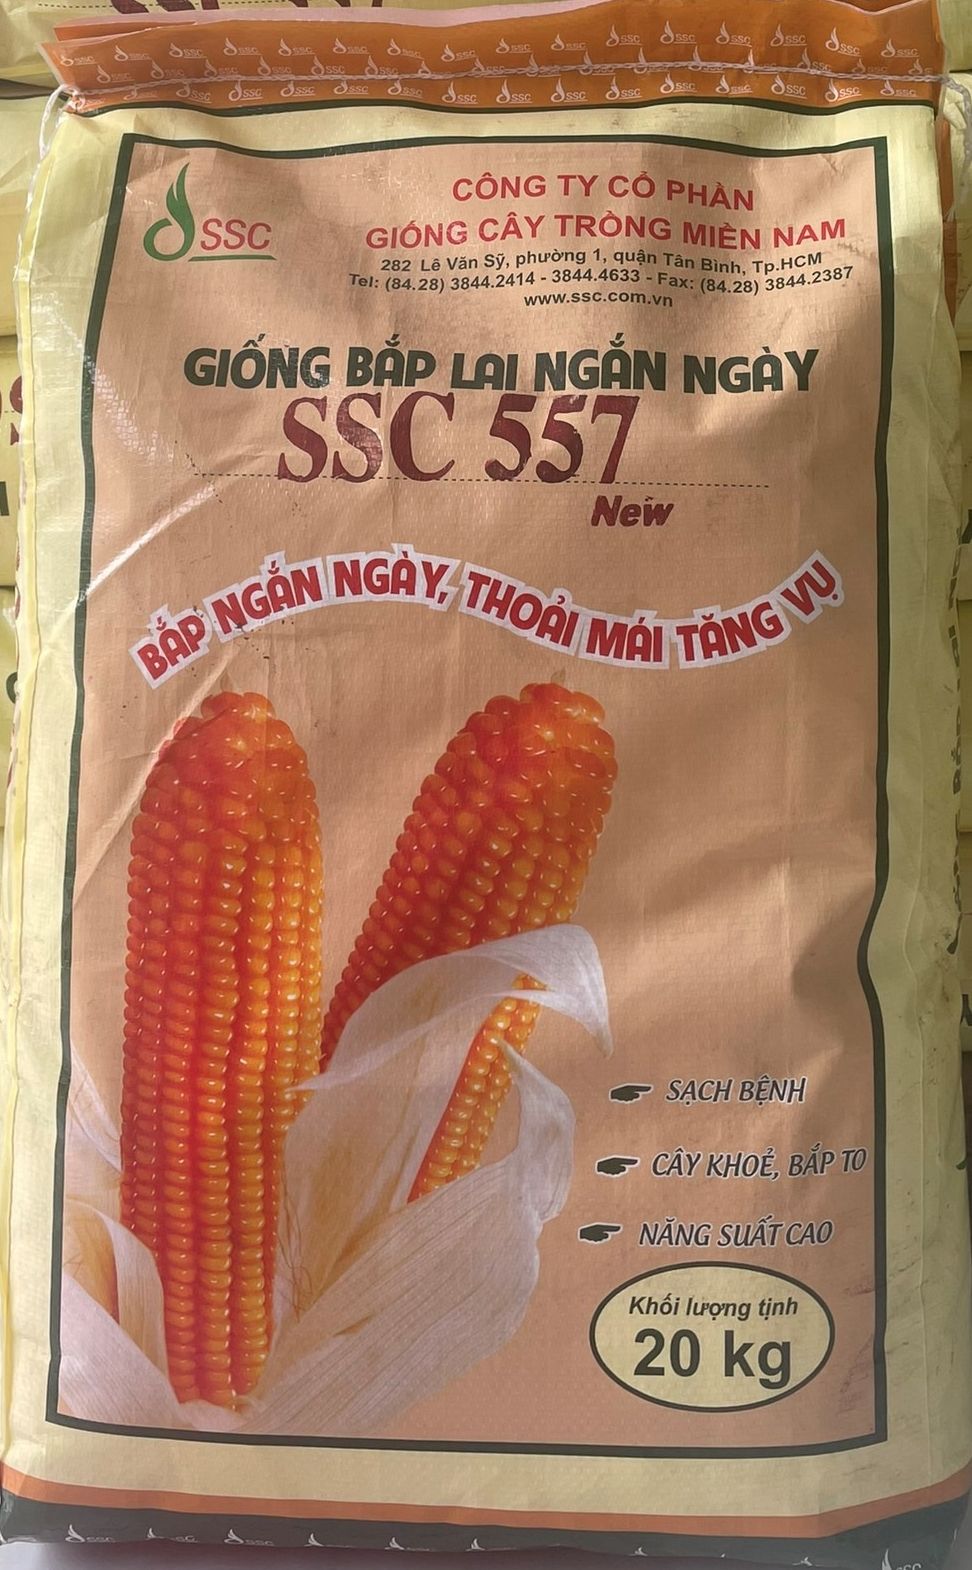 SSC
CÔNG TY CỔ PHẦN
GIỐNG CÂY TRỒNG MIỀN NAM
282 Lê Văn Sỹ, phường 1, quận Tân Bình, Tp.HCM
Tel: (84.28) 3844.2414 - 3844.4633 - Fax: (84.28) 3844.2387
www.ssc.com.vn
GIỐNG BẮP LAI NGẮN NGÀY
SSC 557
New
BẮP NGẮN NGÀY, THOẢI MÁI TĂNG VỤ
SẠCH BỆNH
CÂY KHOẺ, BẮP TO
NĂNG SUẤT CAO
Khối lượng tịnh
20 kg